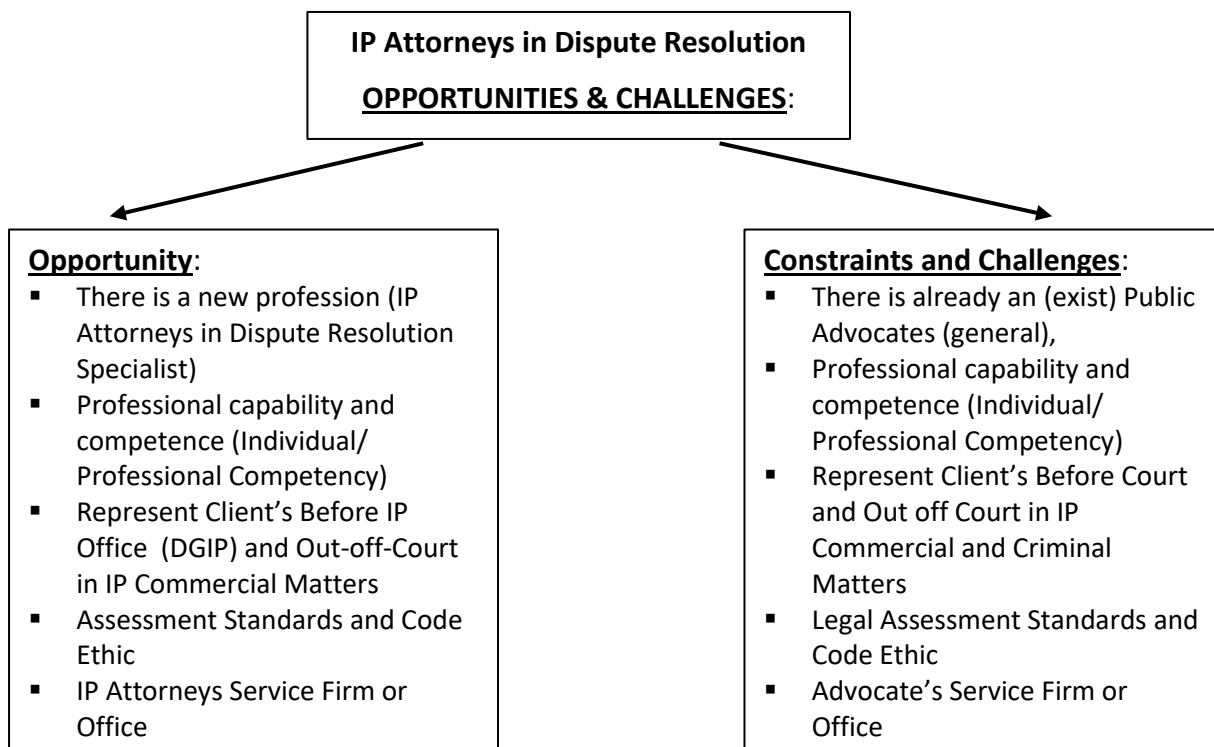 IP Attorneys in Dispute Resolution
OPPORTUNITIES & CHALLENGES:
Opportunity:
▪ There is a new profession (IP
Attorneys in Dispute Resolution
Specialist)
▪ Professional capability and
competence (Individual/
Professional Competency)
▪ Represent Client’s Before IP
Office (DGIP) and Out-off-Court
in IP Commercial Matters
▪ Assessment Standards and Code
Ethic
▪ IP Attorneys Service Firm or
Office
Constraints and Challenges:
▪ There is already an (exist) Public
Advocates (general),
▪ Professional capability and
competence (Individual/
Professional Competency)
▪ Represent Client’s Before Court
and Out off Court in IP
Commercial and Criminal
Matters
▪ Legal Assessment Standards and
Code Ethic
▪ Advocate’s Service Firm or
Office